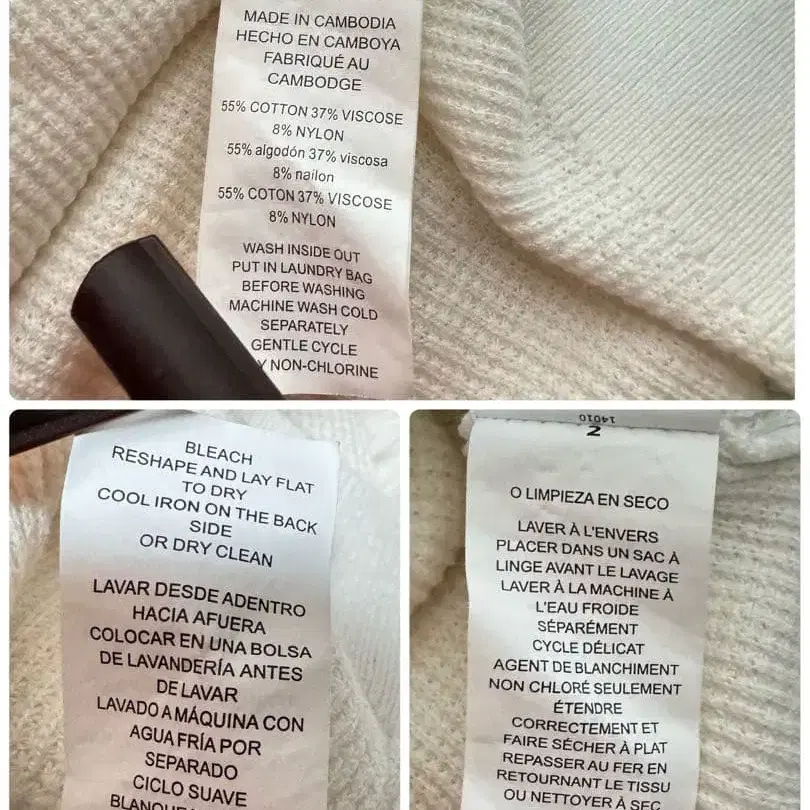 MADE IN CAMBODIA
HECHO EN CAMBOYA
FABRIQUÉ AU
CAMBODGE
55% COTTON 37% VISCOSE
8% NYLON
55% algodón 37% viscosa
8% nailon
55% COTON 37% VISCOSE
8% NYLON
WASH INSIDE OUT
PUT IN LAUNDRY BAG
BEFORE WASHING
MACHINE WASH COLD
SEPARATELY
GENTLE CYCLE
NON-CHLORINE
BLEACH
RESHAPE AND LAY FLAT
TO DRY
COOL IRON ON THE BACK
SIDE
OR DRY CLEAN
LAVAR DESDE ADENTRO
HACIA AFUERA
COLOCAR EN UNA BOLSA
DE LAVANDERÍA ANTES
DE LAVAR
LAVADO A MÁQUINA CON
AGUA FRÍA POR
SEPARADO
CICLO SUAVE
14010
2
O LIMPIEZA EN SECO
LAVER À L'ENVERS
PLACER DANS UN SAC À
LINGE AVANT LE LAVAGE
LAVER À LA MACHINE À
L'EAU FROIDE
SÉPARÉMENT
CYCLE DÉLICAT
AGENT DE BLANCHIMENT
NON CHLORÉ SEULEMENT
ÉTENDRE
CORRECTEMENT ET
FAIRE SÉCHER À PLAT
REPASSER AU FER EN
RETOURNANT LE TISSU
OU NETTOYER À SEC